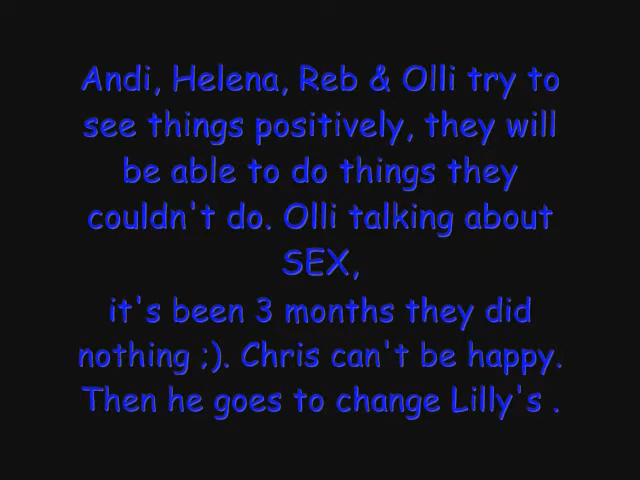 Andi, Helena, Reb & Olli try to
see things positively, they will
be able to do things they
couldn't do. Olli talking about
SEX,
it's been 3 months they did
nothing ;). Chris can't be happy.
Then he goes to change Lilly's .